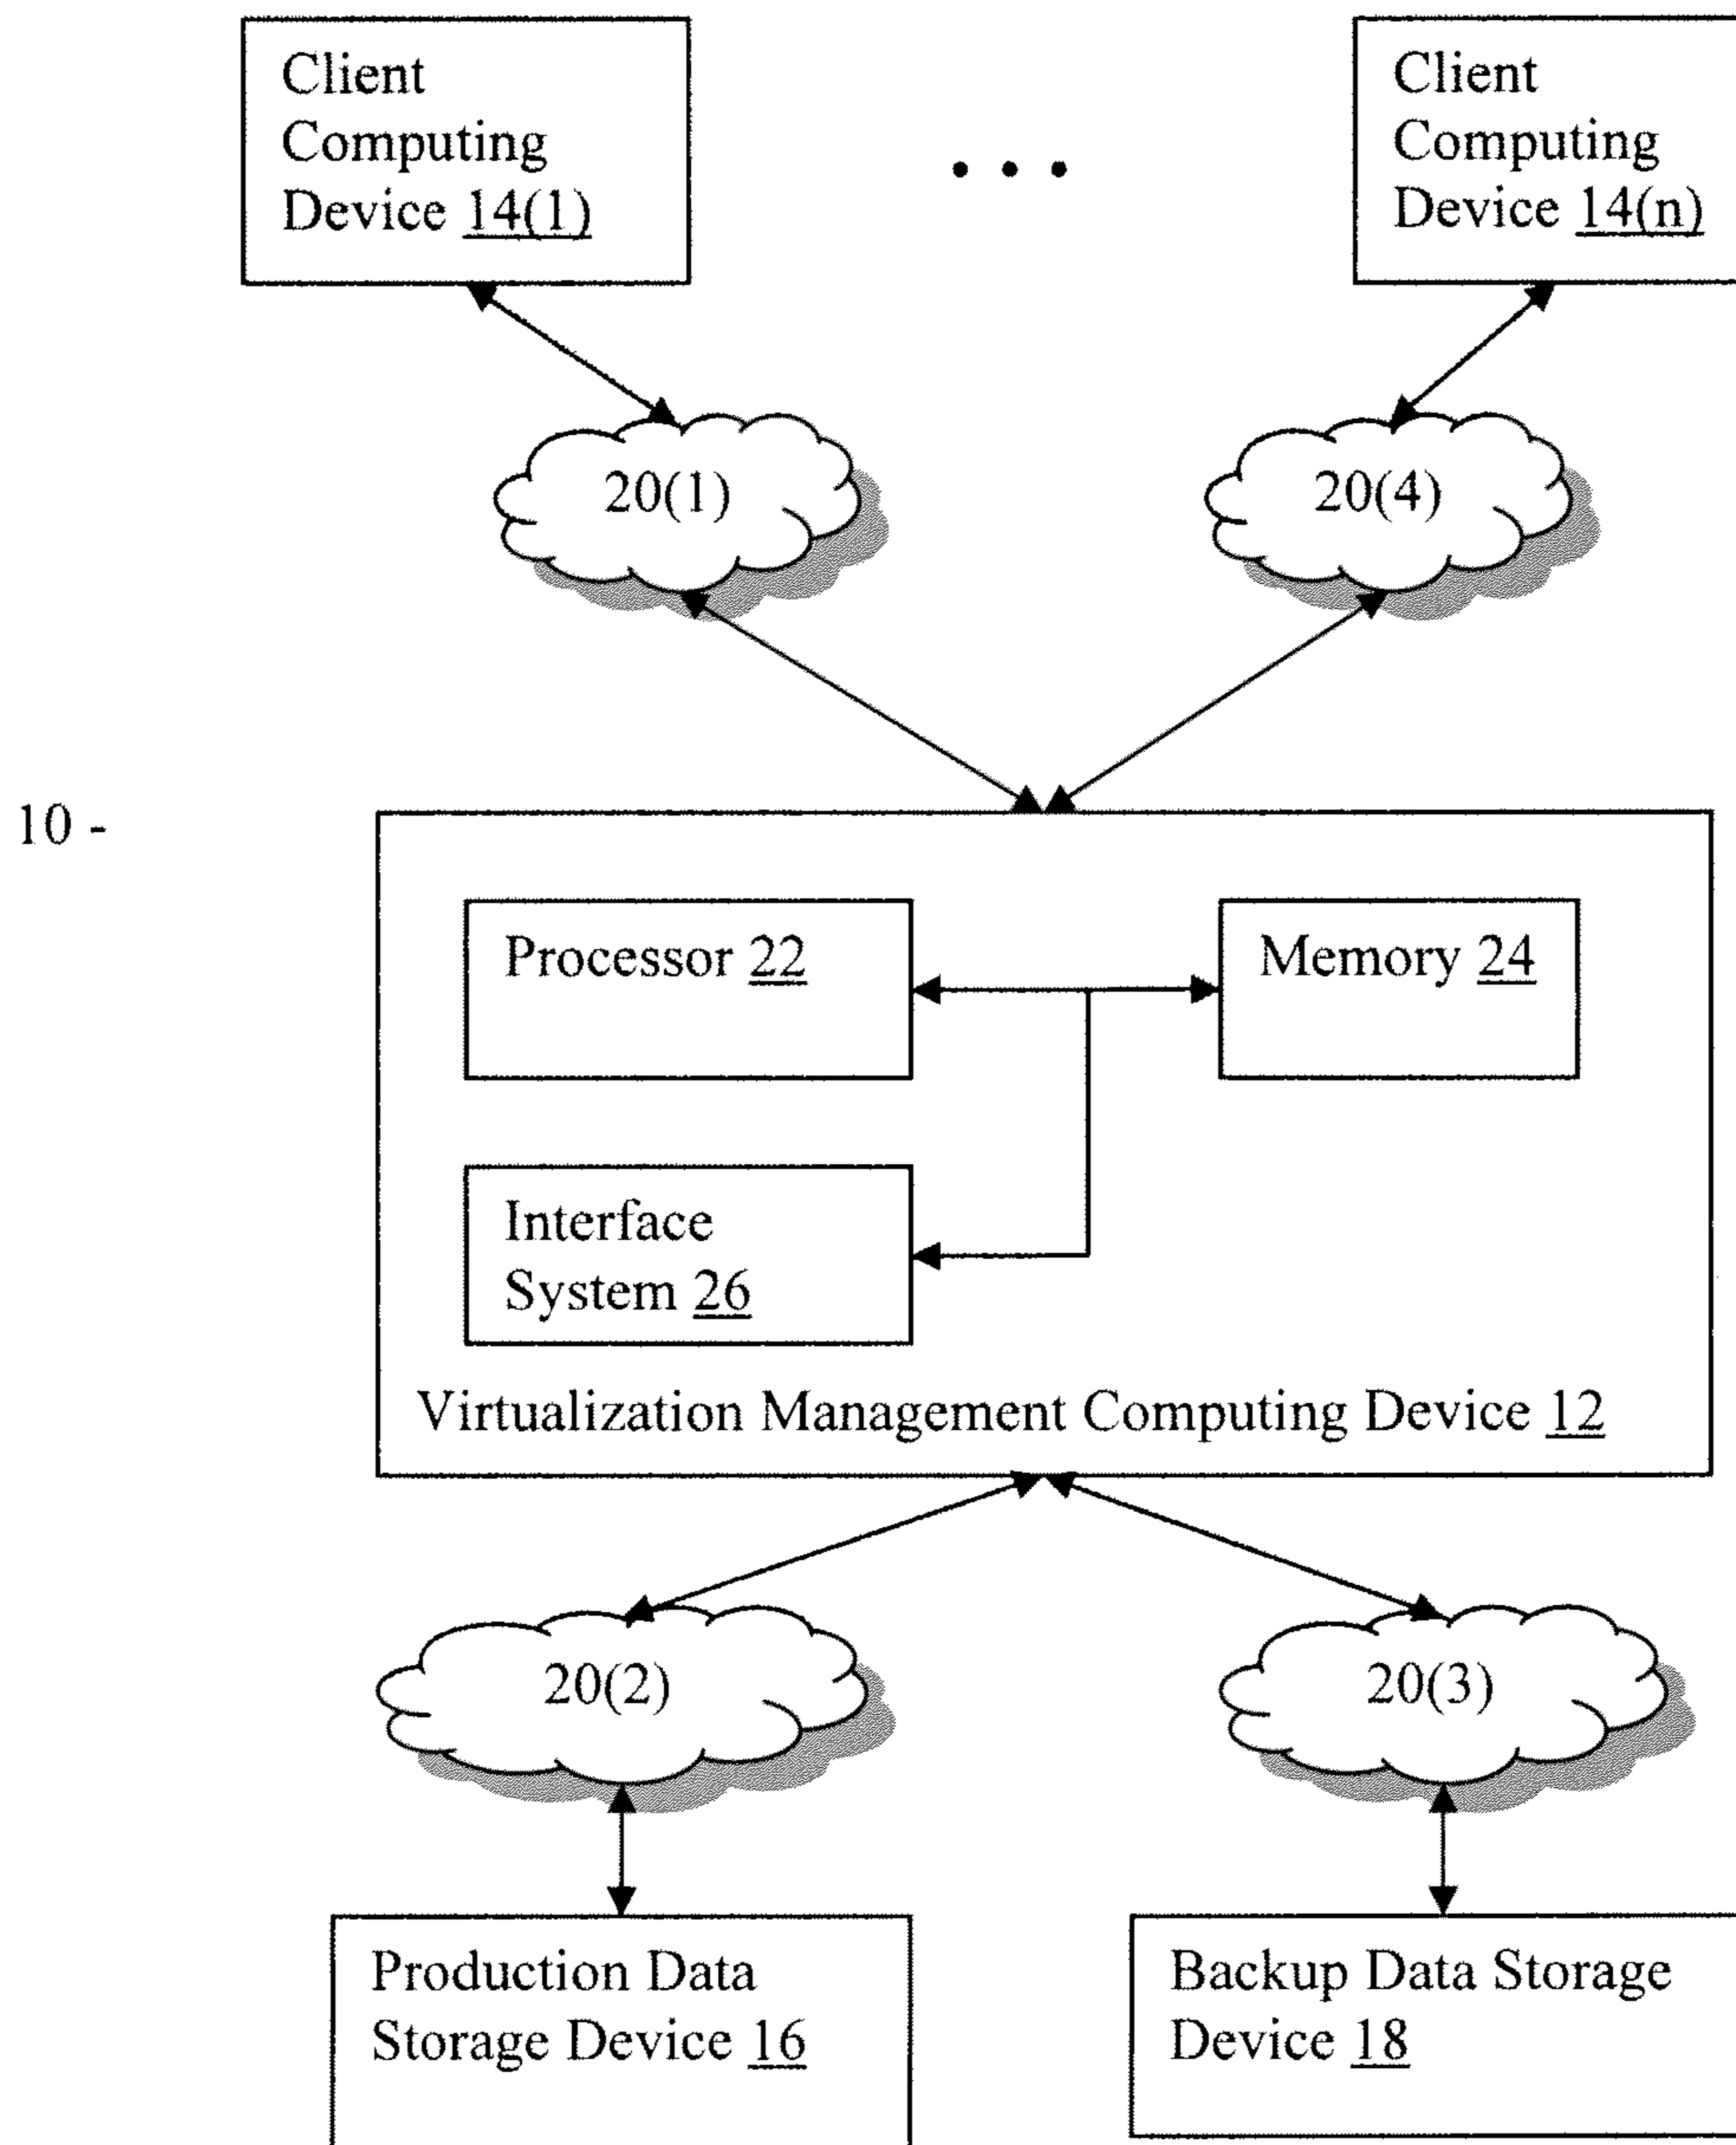 Client
Computing
Device 14(1)
. . .
Client
Computing
Device 14(n)
20(1)
20(4)
10 -
Processor 22
Memory 24
Interface
System 26
Virtualization Management Computing Device 12
20(2)
20(3)
Production Data
Storage Device 16
Backup Data Storage
Device 18